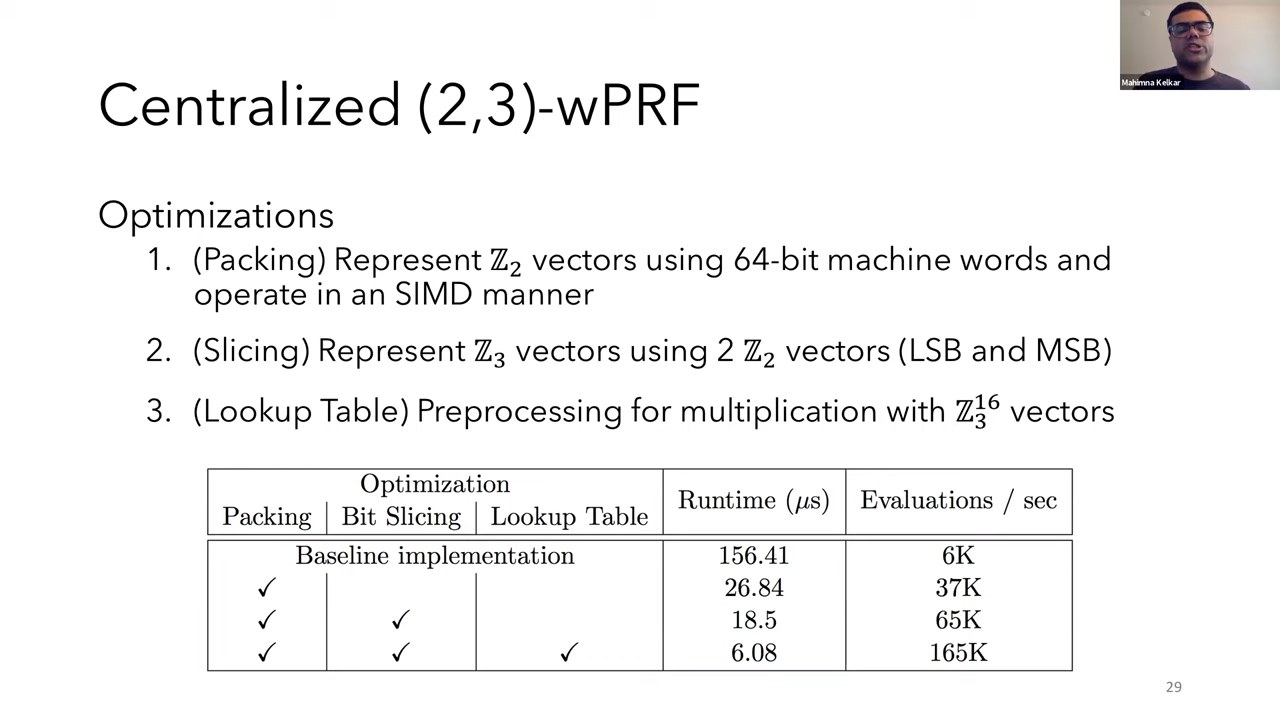 Mahimna Kelkar
Centralized (2,3)-wPRF
Optimizations
1. (Packing) Represent ℤ₂ vectors using 64-bit machine words and
operate in an SIMD manner
2. (Slicing) Represent ℤ₃ vectors using 2 ℤ₂ vectors (LSB and MSB)
3. (Lookup Table) Preprocessing for multiplication with ℤ₃¹⁶ vectors
Optimization
Runtime (μs) Evaluations / sec
Packing Bit Slicing Lookup Table
Baseline implementation 156.41 6K
✓ 26.84 37K
✓ ✓ 18.5 65K
✓ ✓ ✓ 6.08 165K
29